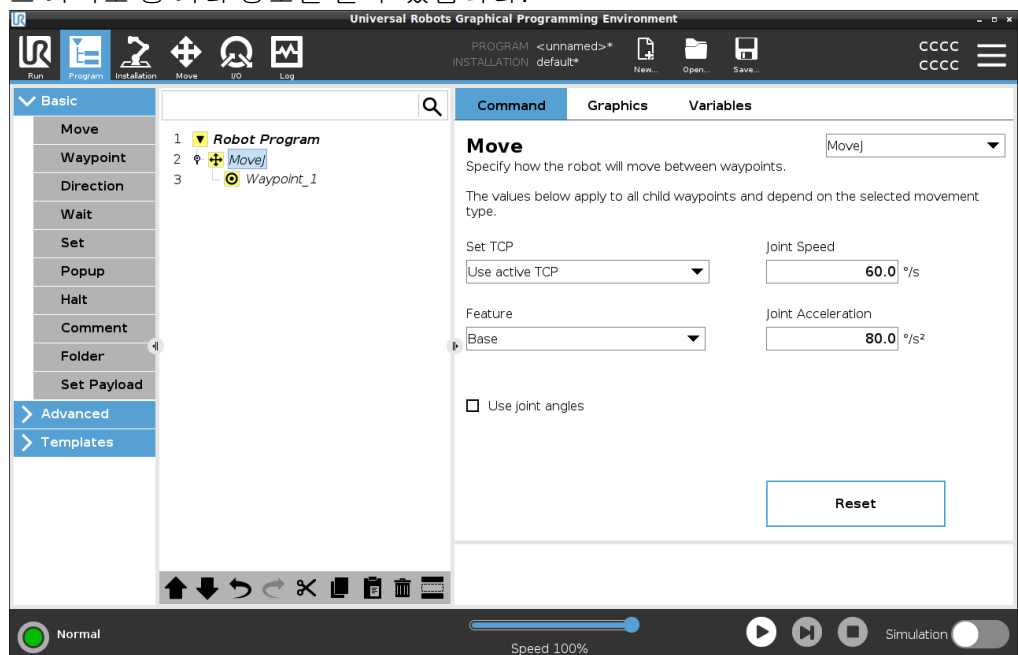 Universal Robots Graphical Programming Environment
UR
Run
Program
Installation
Move
I/O
Log
PROGRAM <unnamed>*
INSTALLATION default*
New...
Open...
Save...
CCCC
CCCC
Basic
Move
Waypoint
Direction
Wait
Set
Popup
Halt
Comment
Folder
Set Payload
Advanced
Templates
1 Robot Program
2 MoveJ
3 Waypoint_1
Command Graphics Variables
Move
MoveJ
Specify how the robot will move between waypoints.
The values below apply to all child waypoints and depend on the selected movement
type.
Set TCP
Joint Speed
Use active TCP
60.0 °/s
Feature
Joint Acceleration
Base
80.0 °/s²
Use joint angles
Reset
Normal
Speed 100%
Simulation